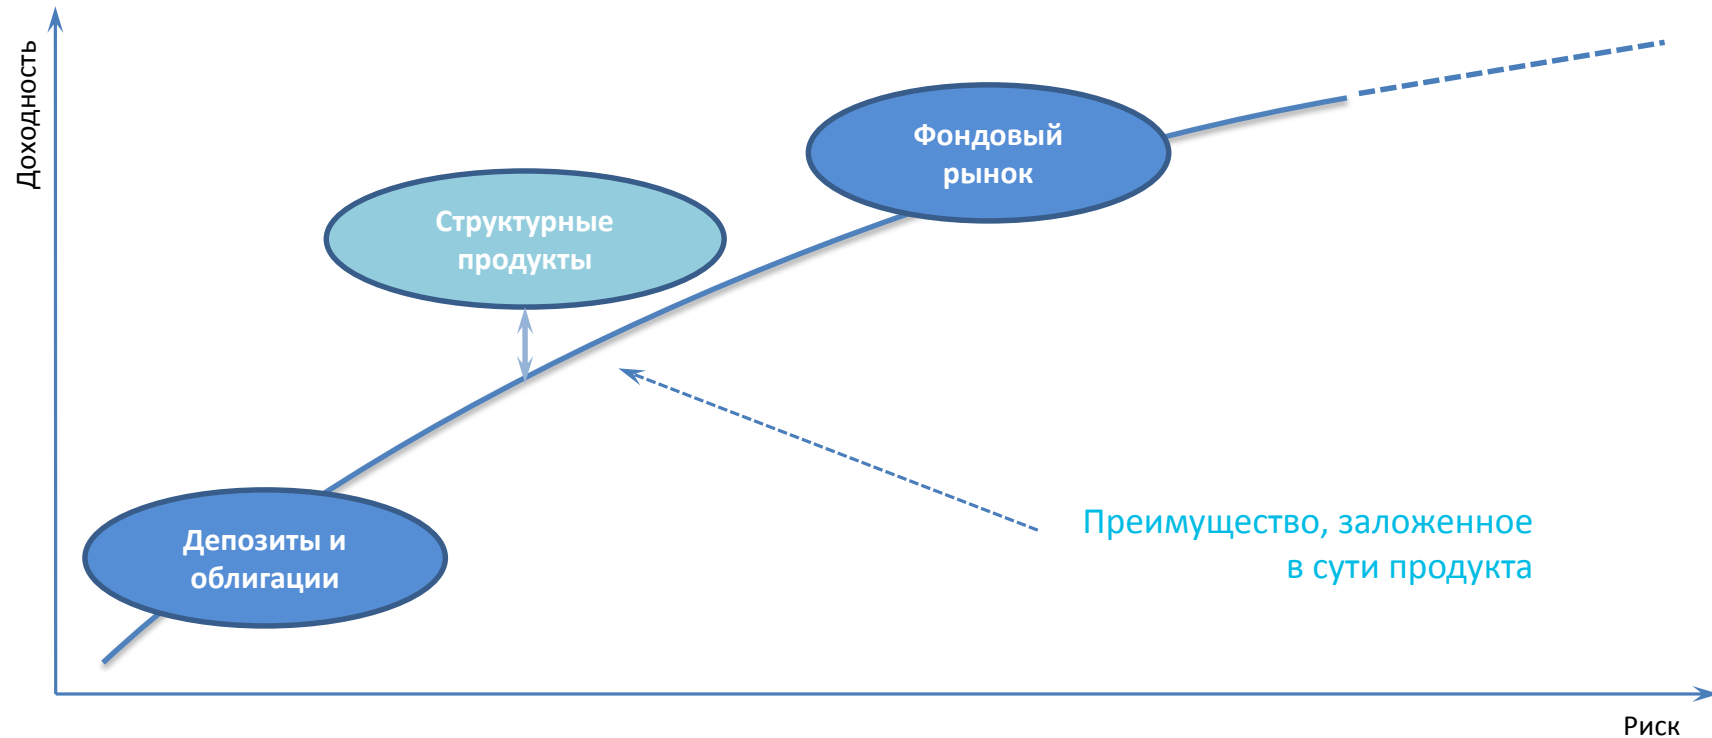 Доходность
Фондовый
рынок
Структурные
продукты
Депозиты и
облигации
Преимущество, заложенное
в сути продукта
Риск